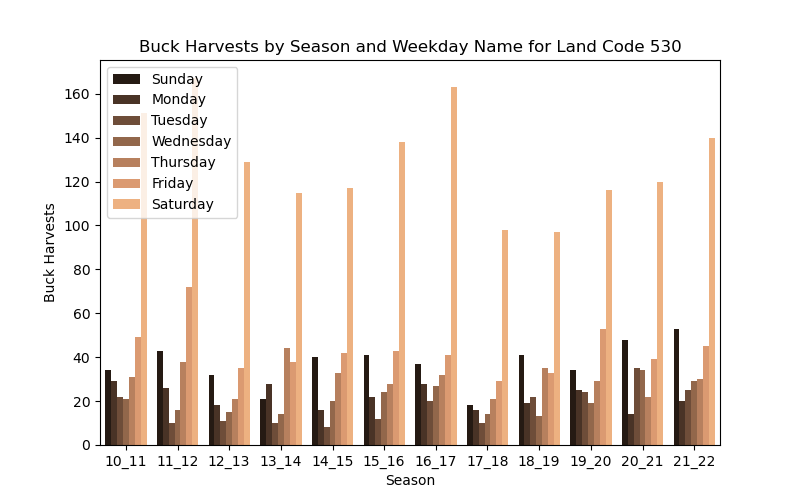 Buck Harvests by Season and Weekday Name for Land Code 530
Sunday
Monday
Tuesday
Wednesday
Thursday
Friday
Saturday
160
140
120
100
80
60
40
20
0
Buck Harvests
10_11 11_12 12_13 13_14 14_15 15_16 16_17 17_18 18_19 19_20 20_21 21_22
Season